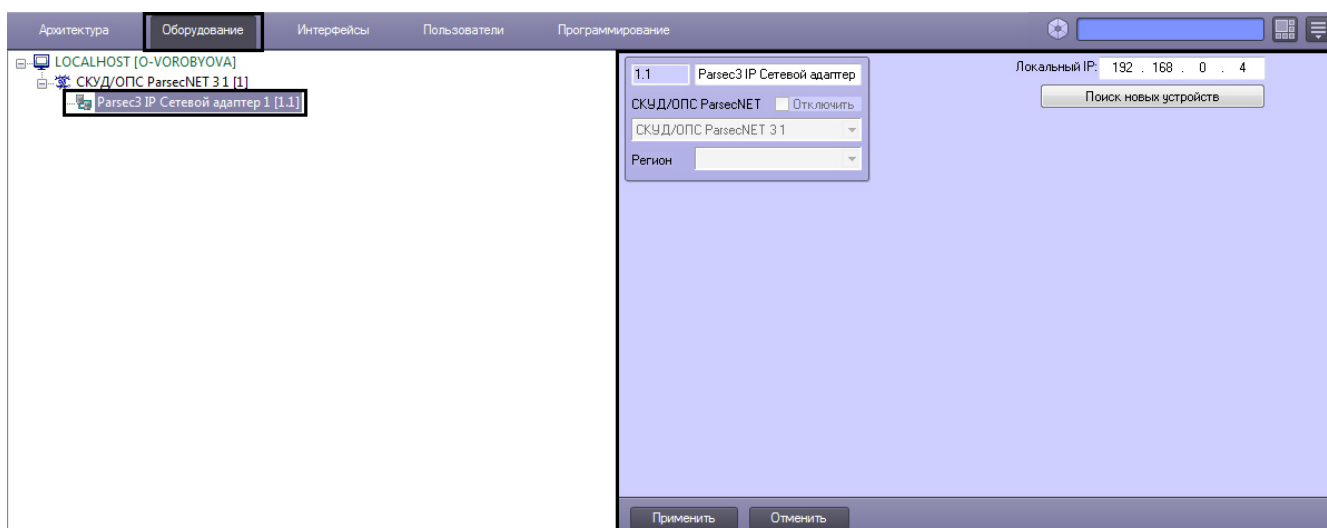 Архитектура Оборудование Интерфейсы Пользователи Программирование
LOCALHOST [O-VOROBYOVA]
СКУД/ОПС ParsecNET 3 1 [1]
Parsec3 IP Сетевой адаптер 1 [1.1]
1.1 Parsec3 IP Сетевой адаптер
СКУД/ОПС ParsecNET Отключить
СКУД/ОПС ParsecNET 3 1
Регион
Локальный IP: 192 . 168 . 0 . 4
Поиск новых устройств
Применить Отменить